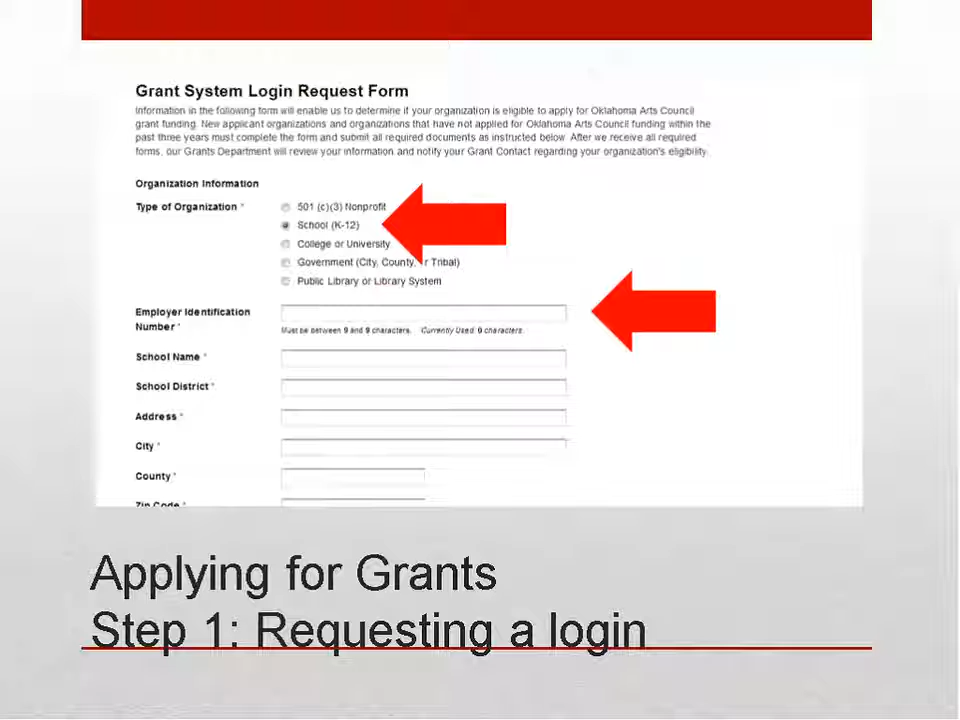 Grant System Login Request Form
Information in the following form will enable us to determine if your organization is eligible to apply for Oklahoma Arts Council
grant funding. New applicant organizations and organizations that have not applied for Oklahoma Arts Council funding within the
past three years must complete the form and submit all required documents as instructed below. After we receive all required
forms, our Grants Department will review your information and notify your Grant Contact regarding your organization's eligibility.
Organization Information
Type of Organization *
501 (c)(3) Nonprofit
School (K-12)
College or University
Government (City, County, r Tribal)
Public Library or Library System
Employer Identification
Number *
Must be between 9 and 9 characters. Currently Used: 0 characters.
School Name *
School District *
Address *
City *
County *
Zip Code *
Applying for Grants
Step 1: Requesting a login